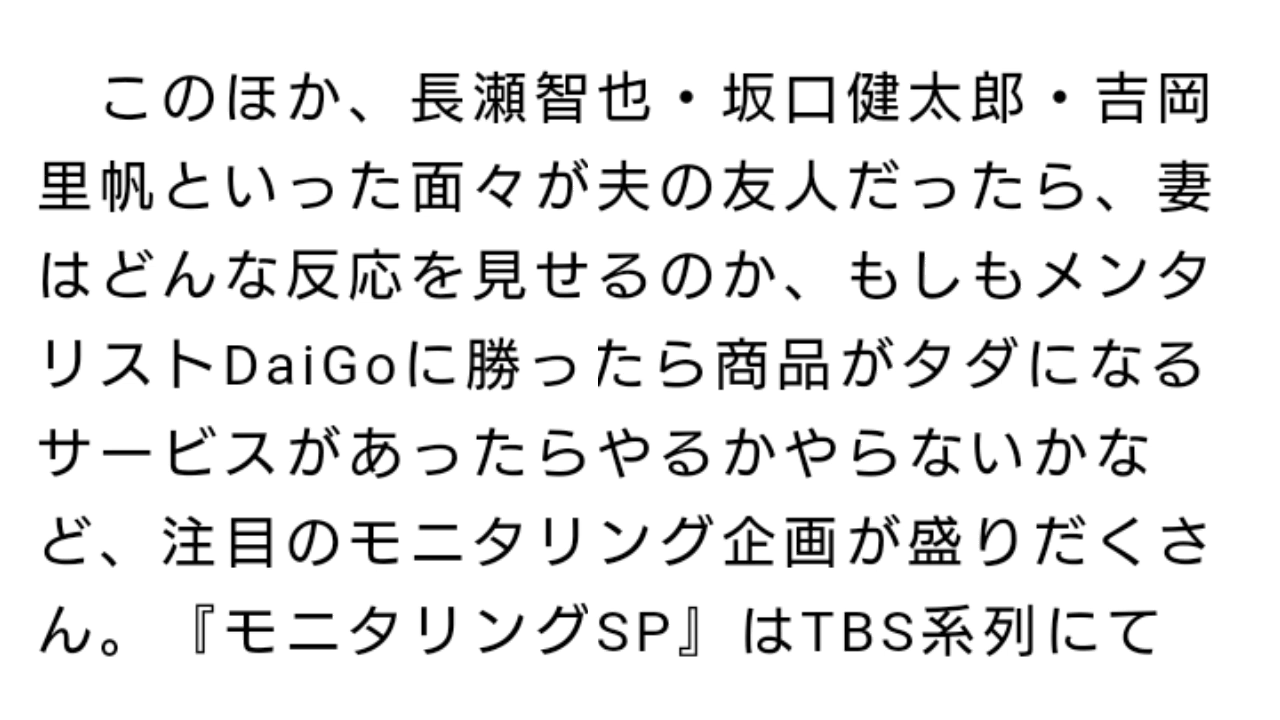 このほか、長瀬智也・坂口健太郎・吉岡
里帆といった面々が夫の友人だったら、妻
はどんな反応を見せるのか、もしもメンタ
リストDaiGoに勝ったら商品がタダになる
サービスがあったらやるかやらないかな
ど、注目のモニタリング企画が盛りだくさ
ん。『モニタリングSP』はTBS系列にて